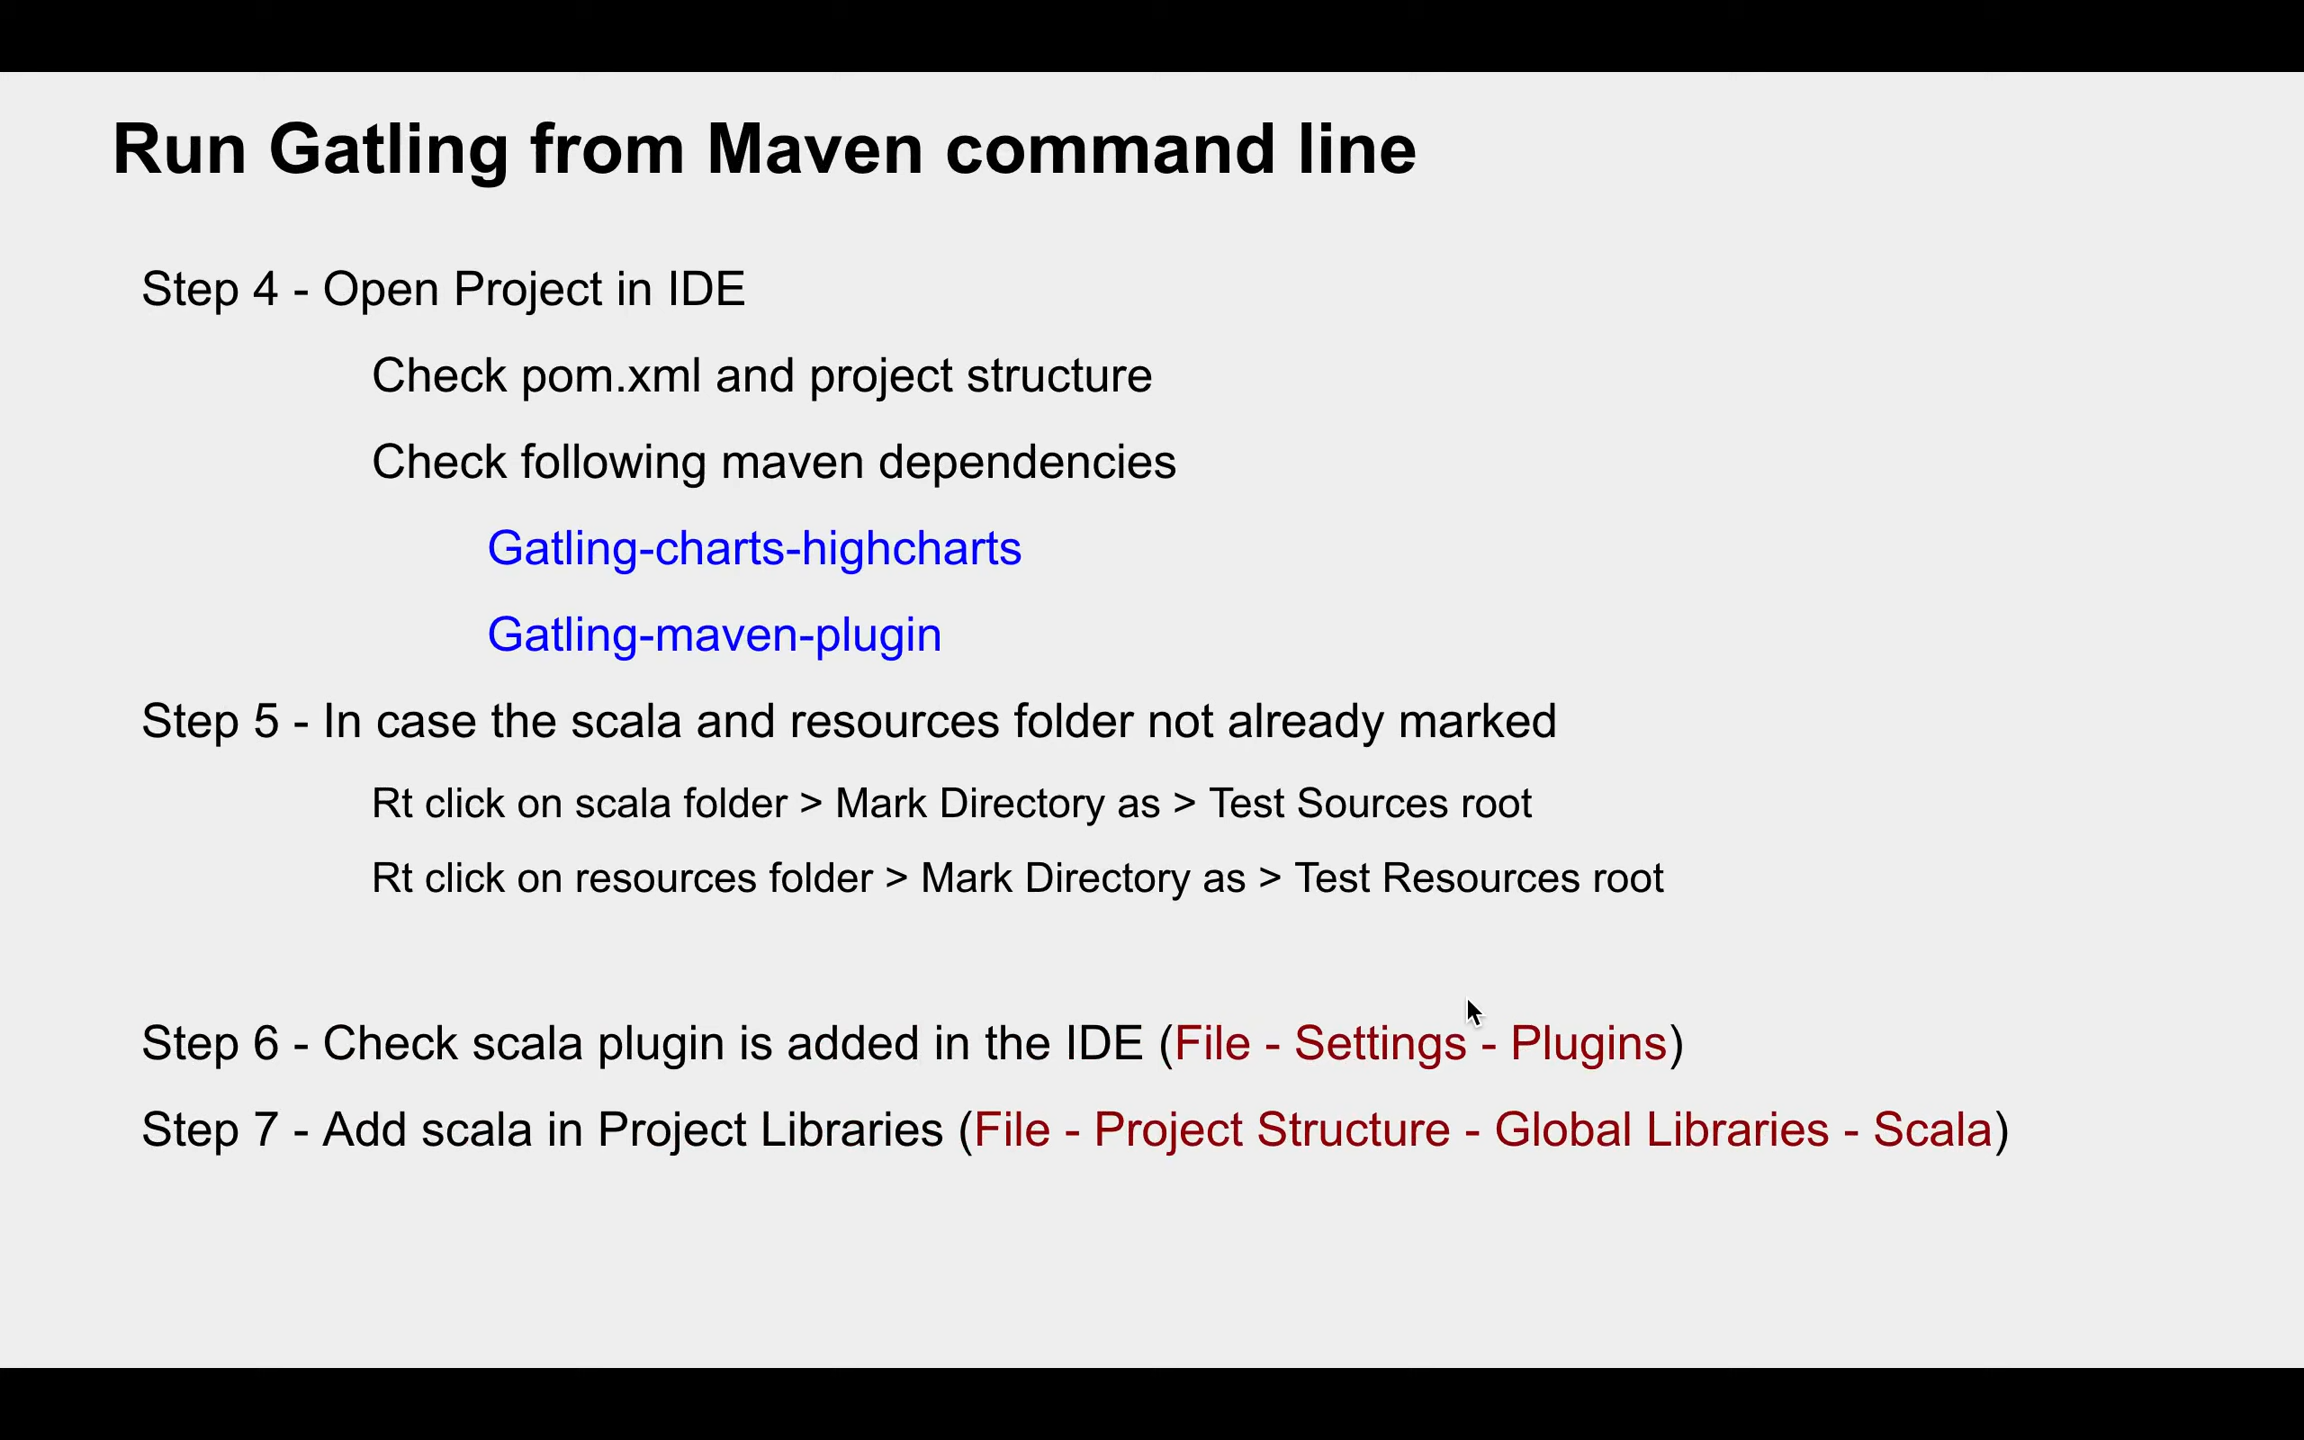 Run Gatling from Maven command line
Step 4 - Open Project in IDE
Check pom.xml and project structure
Check following maven dependencies
Gatling-charts-highcharts
Gatling-maven-plugin
Step 5 - In case the scala and resources folder not already marked
Rt click on scala folder > Mark Directory as > Test Sources root
Rt click on resources folder > Mark Directory as > Test Resources root
Step 6 - Check scala plugin is added in the IDE (File - Settings - Plugins)
Step 7 - Add scala in Project Libraries (File - Project Structure - Global Libraries - Scala)